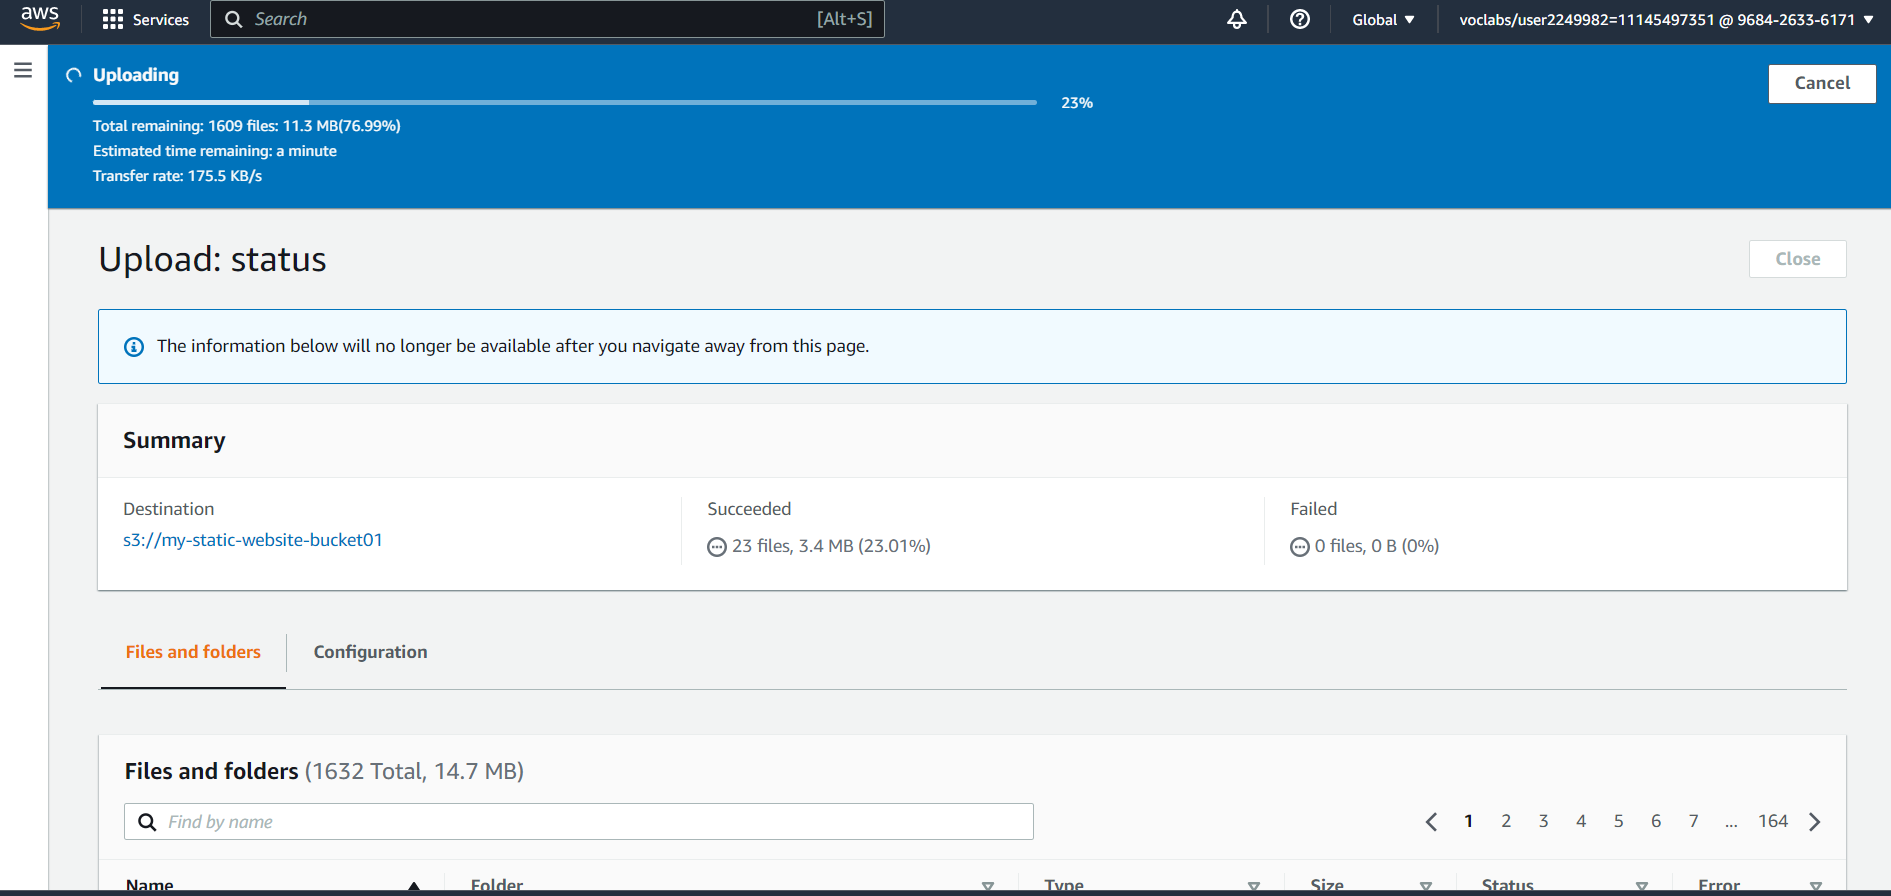 aws
Services
Search
[Alt+S]
Global
voclabs/user2249982=11145497351 @ 9684-2633-6171
Uploading
Cancel
23%
Total remaining: 1609 files: 11.3 MB(76.99%)
Estimated time remaining: a minute
Transfer rate: 175.5 KB/s
Upload: status
Close
The information below will no longer be available after you navigate away from this page.
Summary
Destination
s3://my-static-website-bucket01
Succeeded
23 files, 3.4 MB (23.01%)
Failed
0 files, 0 B (0%)
Files and folders
Configuration
Files and folders (1632 Total, 14.7 MB)
Find by name
1 2 3 4 5 6 7 ... 164
Name Folder Type Size Status Error